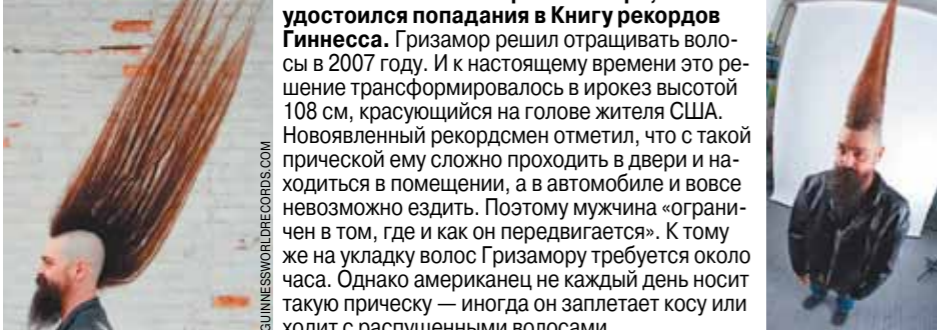 удостоился попадания в Книгу рекордов
Гиннесса. Гризамор решил отращивать воло-
сы в 2007 году. И к настоящему времени это ре-
шение трансформировалось в ирокез высотой
108 см, красующийся на голове жителя США.
Новоявленный рекордсмен отметил, что с такой
прической ему сложно проходить в двери и на-
ходиться в помещении, а в автомобиле и вовсе
невозможно ездить. Поэтому мужчина «ограни-
чен в том, где и как он передвигается». К тому
же на укладку волос Гризамору требуется около
часа. Однако американец не каждый день носит
такую прическу — иногда он заплетает косу или
ходит с распущенными волосами
GUINNESSWORLDRECORDS.COM